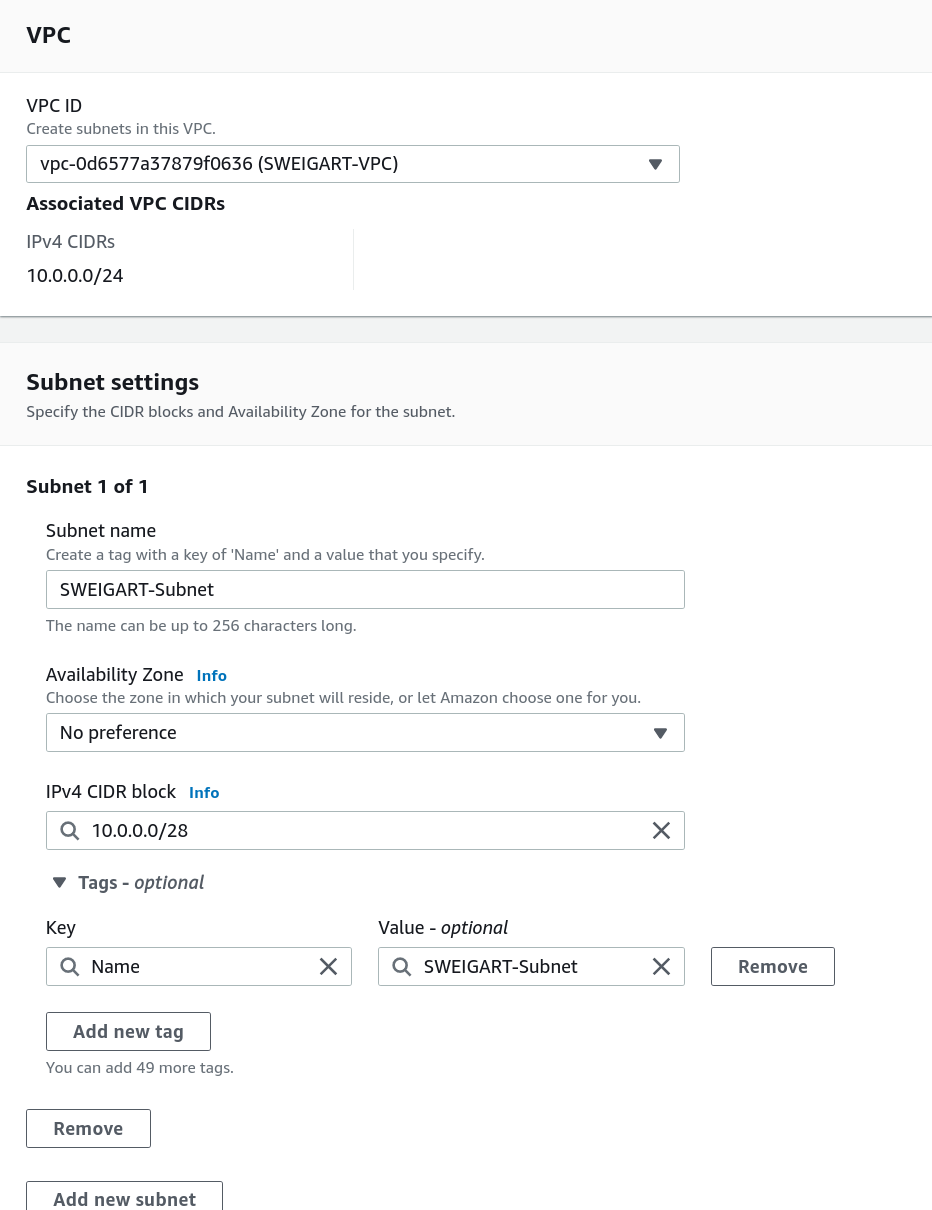 VPC
VPC ID
Create subnets in this VPC.
vpc-0d6577a37879f0636 (SWEIGART-VPC)
Associated VPC CIDRs
IPv4 CIDRs
10.0.0.0/24
Subnet settings
Specify the CIDR blocks and Availability Zone for the subnet.
Subnet 1 of 1
Subnet name
Create a tag with a key of 'Name' and a value that you specify.
SWEIGART-Subnet
The name can be up to 256 characters long.
Availability Zone Info
Choose the zone in which your subnet will reside, or let Amazon choose one for you.
No preference
IPv4 CIDR block Info
10.0.0.0/28
Tags - optional
Key Value - optional
Name SWEIGART-Subnet Remove
Add new tag
You can add 49 more tags.
Remove
Add new subnet